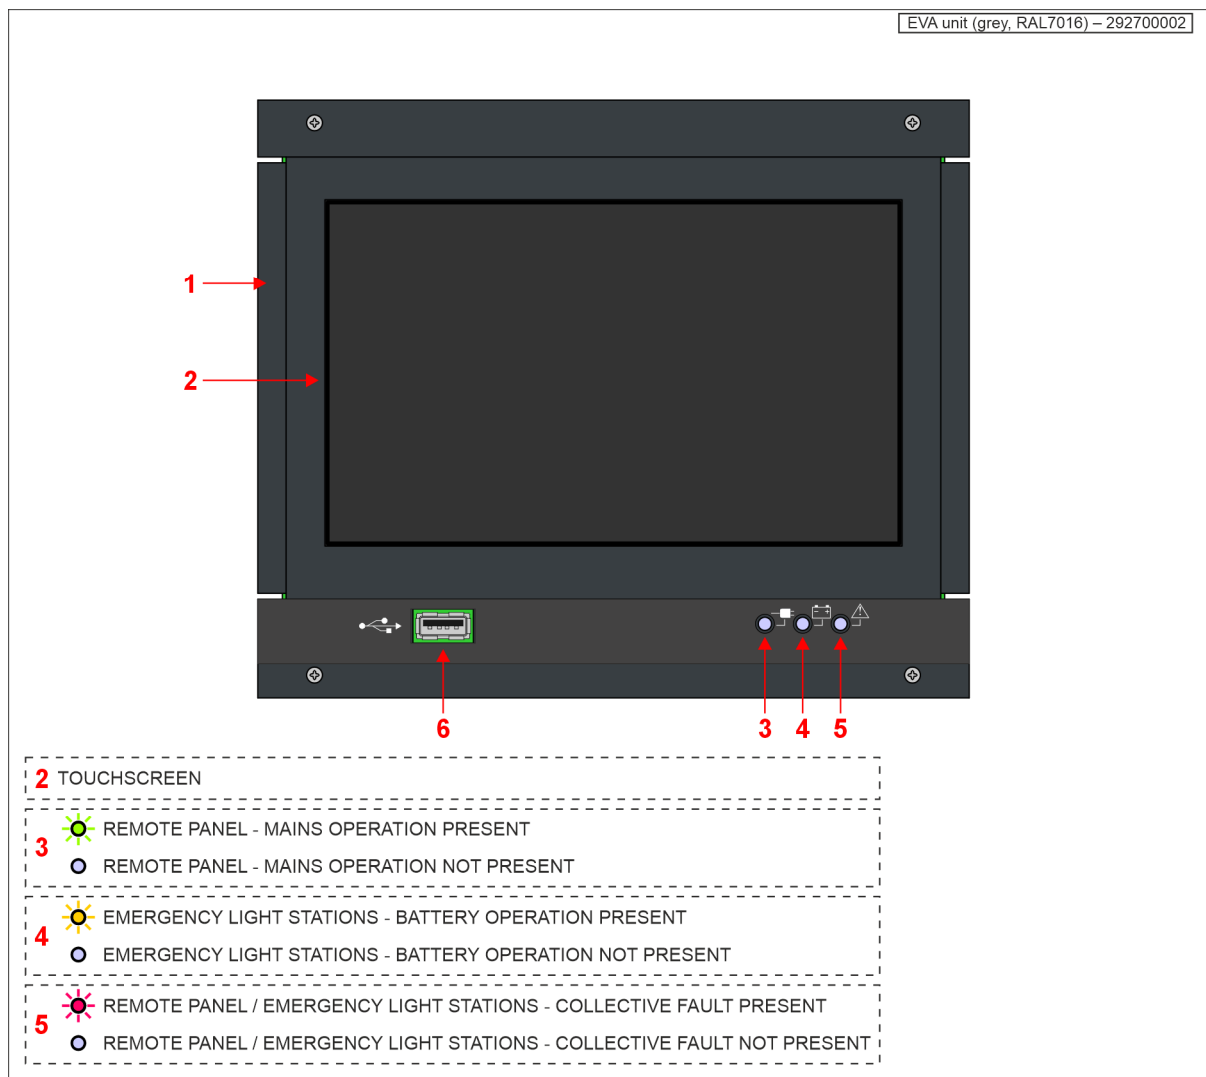 EVA unit (grey, RAL7016) – 292700002
1
2
6
3 4 5
2 TOUCHSCREEN
3
REMOTE PANEL - MAINS OPERATION PRESENT
REMOTE PANEL - MAINS OPERATION NOT PRESENT
4
EMERGENCY LIGHT STATIONS - BATTERY OPERATION PRESENT
EMERGENCY LIGHT STATIONS - BATTERY OPERATION NOT PRESENT
5
REMOTE PANEL / EMERGENCY LIGHT STATIONS - COLLECTIVE FAULT PRESENT
REMOTE PANEL / EMERGENCY LIGHT STATIONS - COLLECTIVE FAULT NOT PRESENT